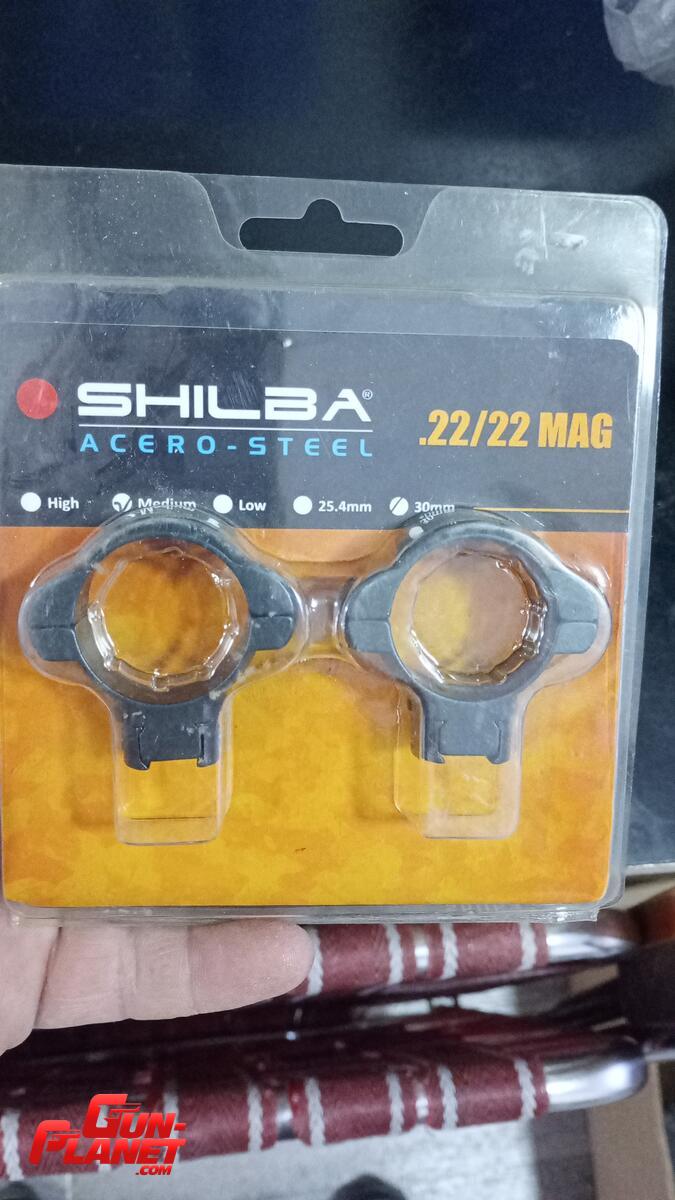 SHILBA®
ACERO-STEEL
.22/22 MAG
High Medium Low 25.4mm 30mm
GUN-
PLANET
.COM